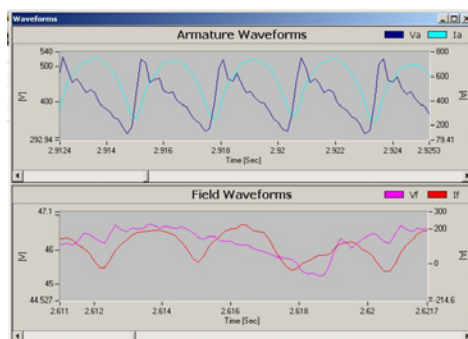 Waveforms
Armature Waveforms
Va Ia
540
500
400
292.94
[V]
800
600
400
200
79.41
[A]
2.9124 2.914 2.916 2.918 2.92 2.922 2.924 2.9253
Time [Sec]
Field Waveforms
Vf If
47.1
46
45
44.527
[V]
300
200
0
-214.6
[A]
2.611 2.612 2.614 2.616 2.618 2.62 2.6217
Time [Sec]